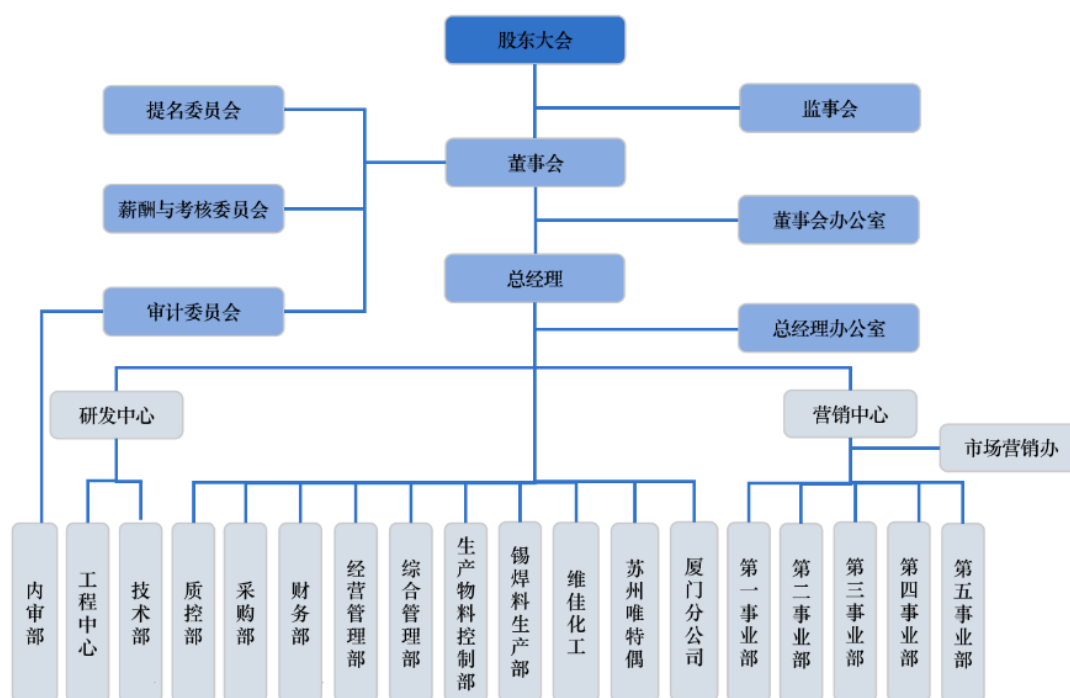 股东大会
提名委员会
监事会
董事会
薪酬与考核委员会
董事会办公室
总经理
审计委员会
总经理办公室
研发中心
营销中心
市场营销办
内审部
工程中心
技术部
质控部
采购部
财务部
经营管理部
综合管理部
生产物料控制部
锡焊料生产部
维佳化工
苏州唯特偶
厦门分公司
第一事业部
第二事业部
第三事业部
第四事业部
第五事业部